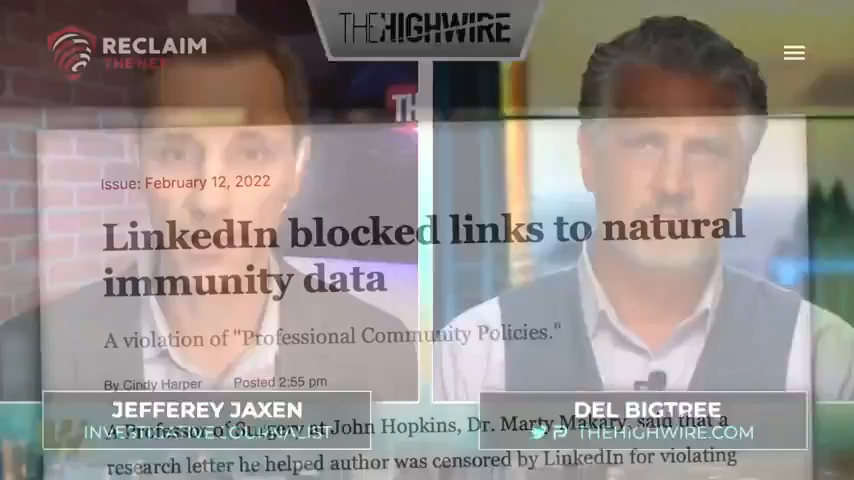 THEHIGHWIRE
RECLAIM
THE NET
TH
Issue: February 12, 2022
LinkedIn blocked links to natural
immunity data
A violation of "Professional Community Policies."
By Cindy Harper Posted 2:55 pm
JEFFEREY JAXEN
DEL BIGTREE
INVESTIGATIVE JOURNALIST
THEHIGHWIRE.COM
A Professor of Surgery at John Hopkins, Dr. Marty Makary, said that a
research letter he helped author was censored by LinkedIn for violating